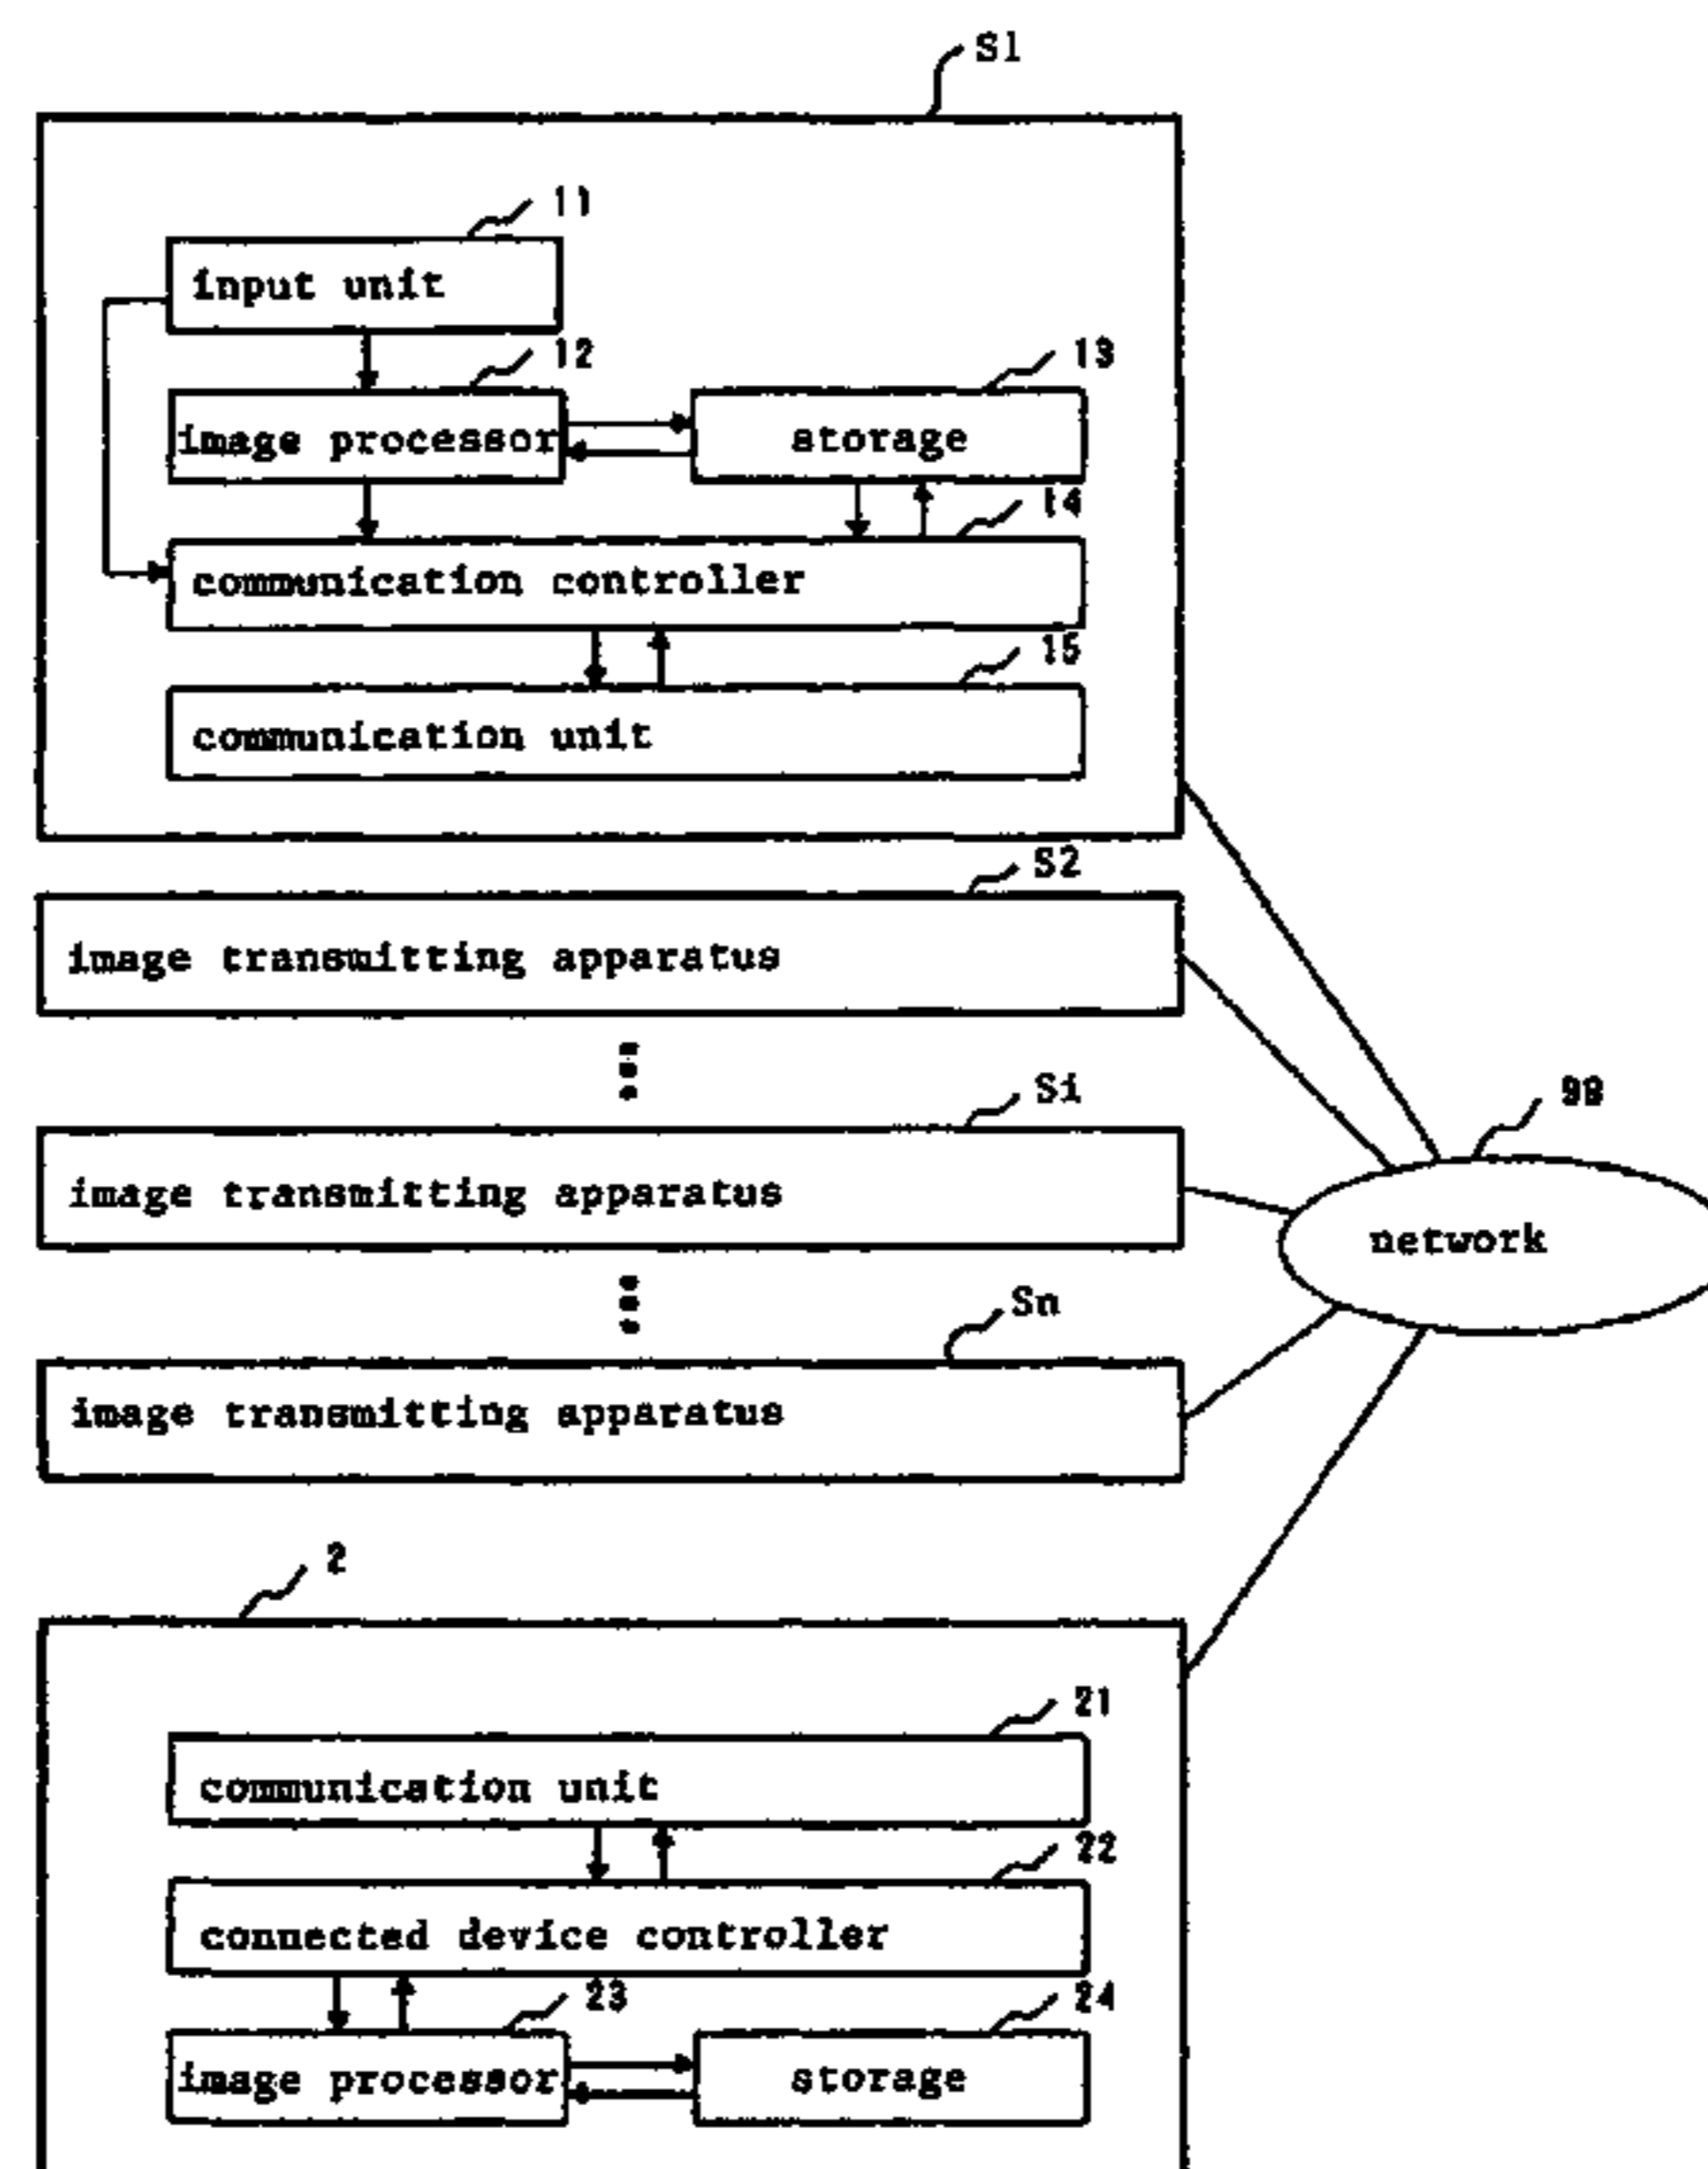 S1
11
input unit
12
13
image processor
storage
14
communication controller
15
communication unit
S2
image transmitting apparatus
Si
image transmitting apparatus
99
network
Sn
image transmitting apparatus
2
21
communication unit
22
connected device controller
23
24
image processor
storage